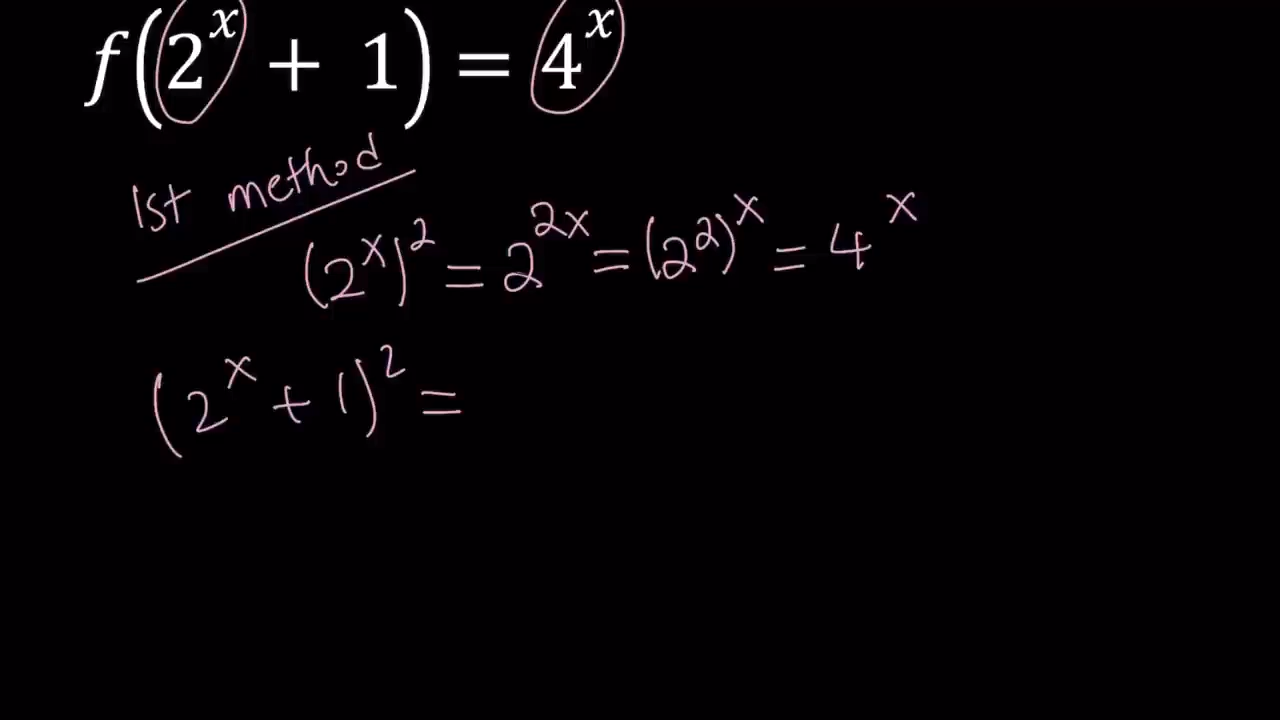 f(2^x + 1) = 4^x
1st method
(2^x)^2 = 2^{2x} = (2^2)^x = 4^x
(2^x + 1)^2 =